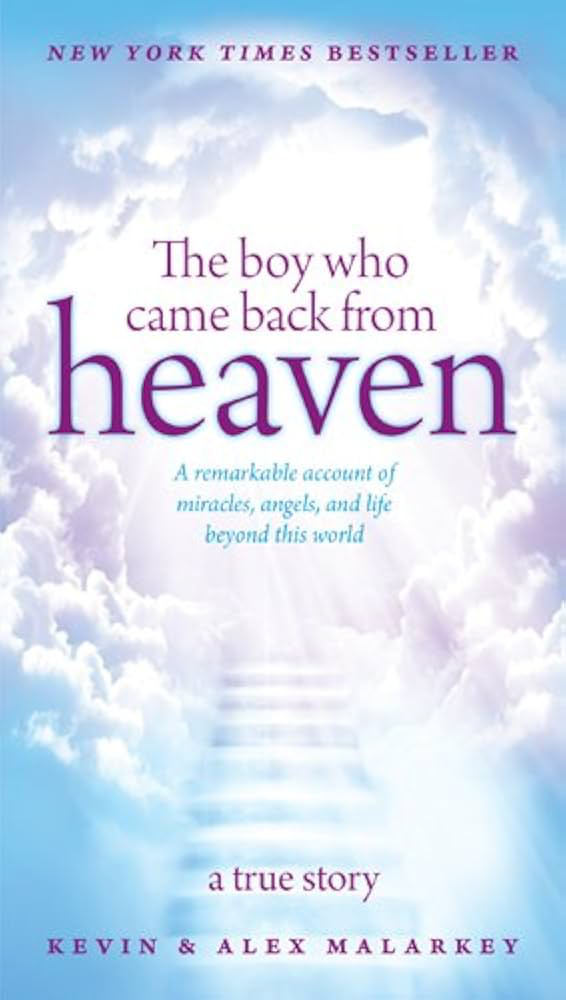 NEW YORK TIMES BESTSELLER
The boy who
came back from
heaven
A remarkable account of
miracles, angels, and life
beyond this world
a true story
KEVIN & ALEX MALARKEY